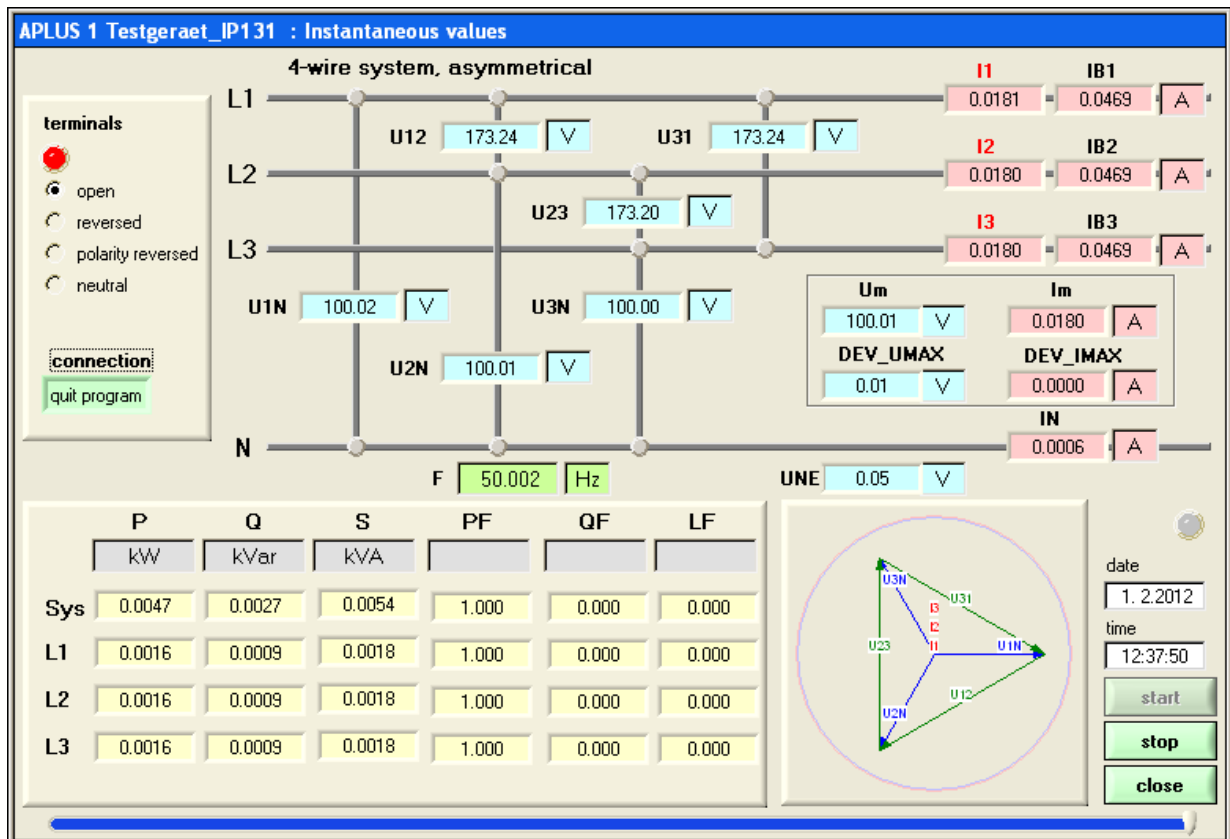 APLUS 1 Testgeraet_IP131 : Instantaneous values
4-wire system, asymmetrical
I1 IB1
L1 0.0181 0.0469 A
terminals
U12 173.24 V U31 173.24 V
I2 IB2
open
L2 0.0180 0.0469 A
reversed
U23 173.20 V
I3 IB3
polarity reversed
L3 0.0180 0.0469 A
neutral
Um Im
U1N 100.02 V U3N 100.00 V
100.01 V 0.0180 A
connection
DEV_UMAX DEV_IMAX
U2N 100.01 V
0.01 V 0.0000 A
quit program
IN
N 0.0006 A
F 50.002 Hz UNE 0.05 V
P Q S PF QF LF
kW kVar kVA
Sys 0.0047 0.0027 0.0054 1.000 0.000 0.000
L1 0.0016 0.0009 0.0018 1.000 0.000 0.000
L2 0.0016 0.0009 0.0018 1.000 0.000 0.000
L3 0.0016 0.0009 0.0018 1.000 0.000 0.000
U3N
U31
I3
I2
I1
U23
U1N
U12
U2N
date
1. 2.2012
time
12:37:50
start
stop
close